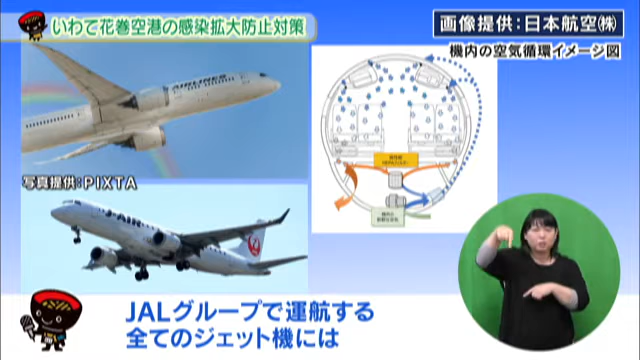 いわて花巻空港の感染拡大防止対策
画像提供:日本航空㈱
機内の空気循環イメージ図
AIRLINES
写真提供:PIXTA
J-AIR
JALグループで運航する
全てのジェット機には